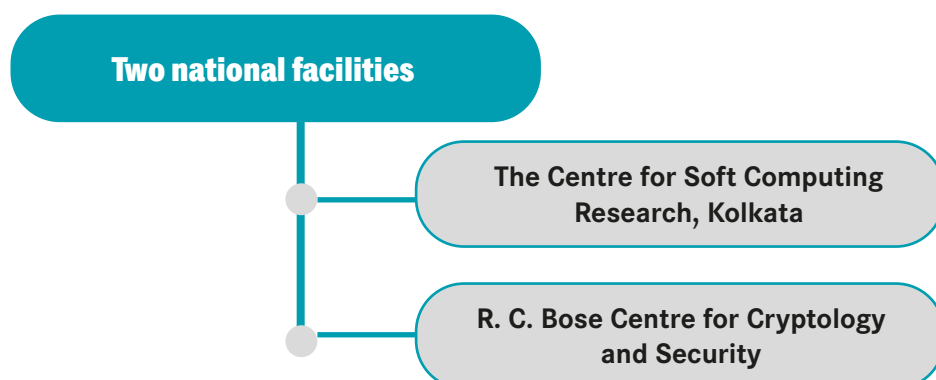 Two national facilities
The Centre for Soft Computing
Research, Kolkata
R. C. Bose Centre for Cryptology
and Security